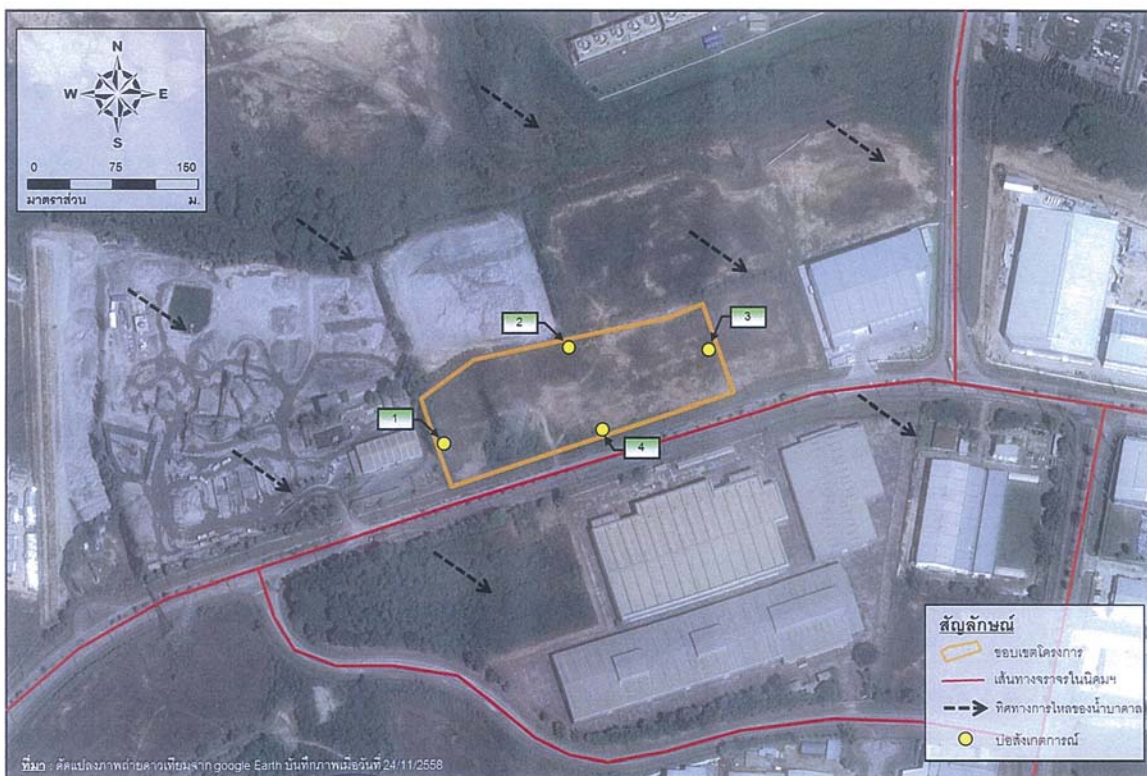 N
W E
S
0 75 150
มาตราส่วน ม.
2
3
1
4
สัญลักษณ์
ขอบเขตโครงการ
เส้นทางจราจรในนิคมฯ
ทิศทางการไหลของน้ำบาดาล
บ่อสังเกตการณ์
ที่มา : ดัดแปลงภาพถ่ายดาวเทียมจาก google Earth บันทึกภาพเมื่อวันที่ 24/11/2558